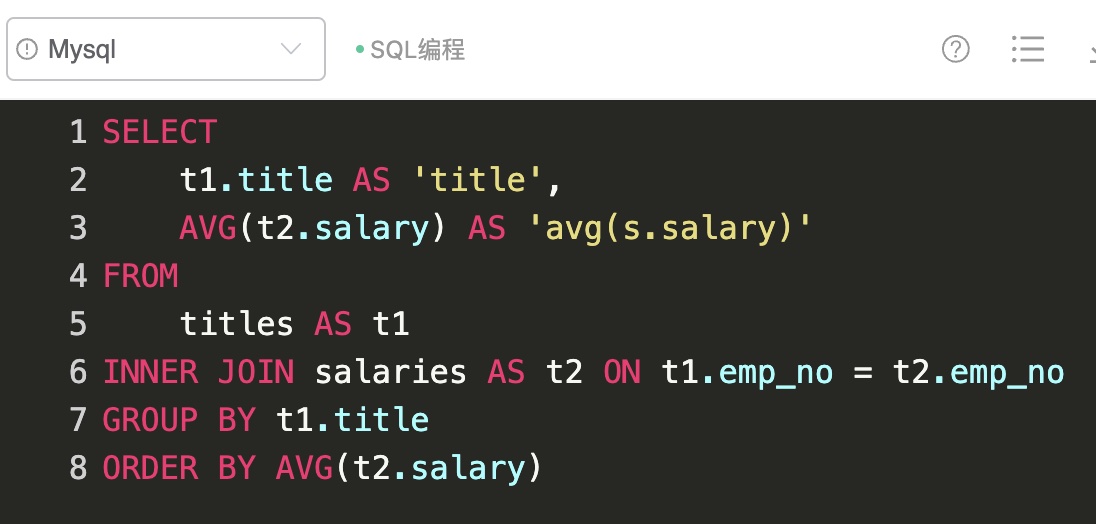 Mysql SQL编程
1 SELECT
2     t1.title AS 'title',
3     AVG(t2.salary) AS 'avg(s.salary)'
4 FROM
5     titles AS t1
6 INNER JOIN salaries AS t2 ON t1.emp_no = t2.emp_no
7 GROUP BY t1.title
8 ORDER BY AVG(t2.salary)